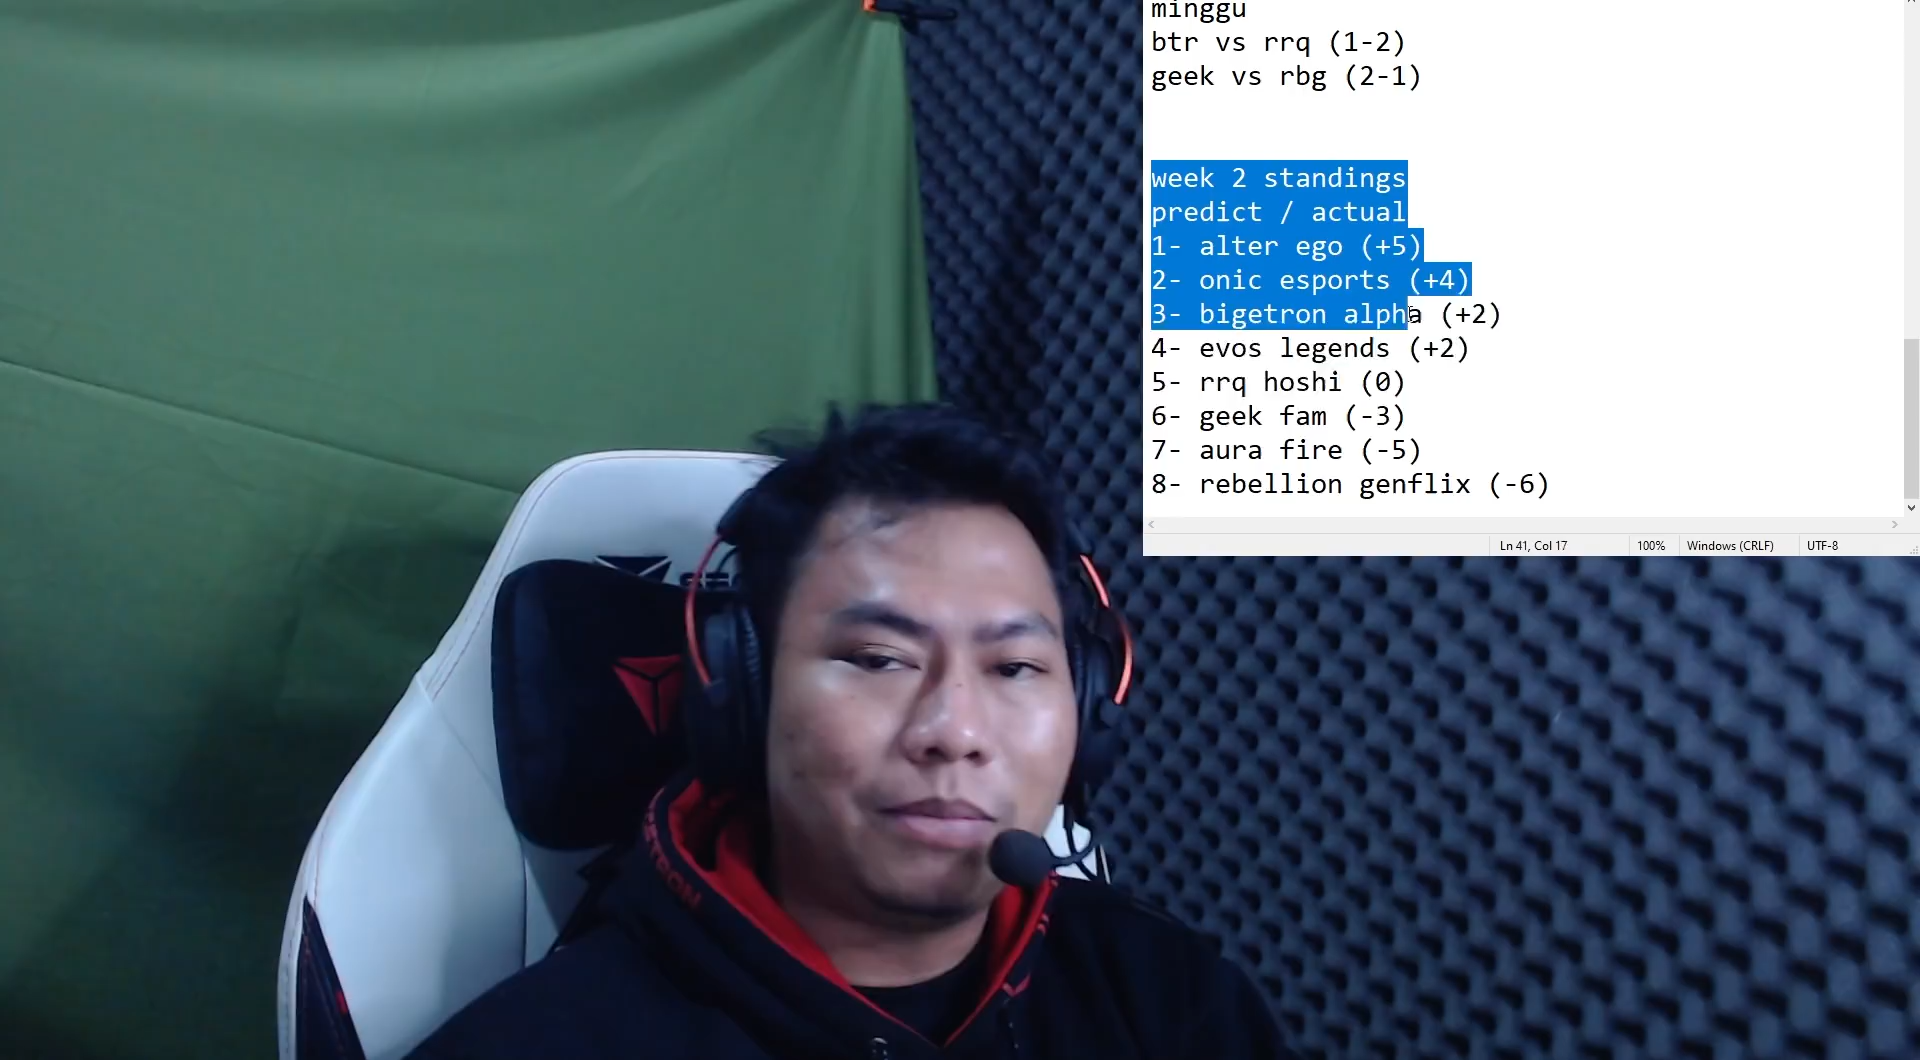 minggu
btr vs rrq (1-2)
geek vs rbg (2-1)
week 2 standings
predict / actual
1- alter ego (+5)
2- onic esports (+4)
3- bigetron alpha (+2)
4- evos legends (+2)
5- rrq hoshi (0)
6- geek fam (-3)
7- aura fire (-5)
8- rebellion genflix (-6)
Ln 41, Col 17
100%
Windows (CRLF)
UTF-8